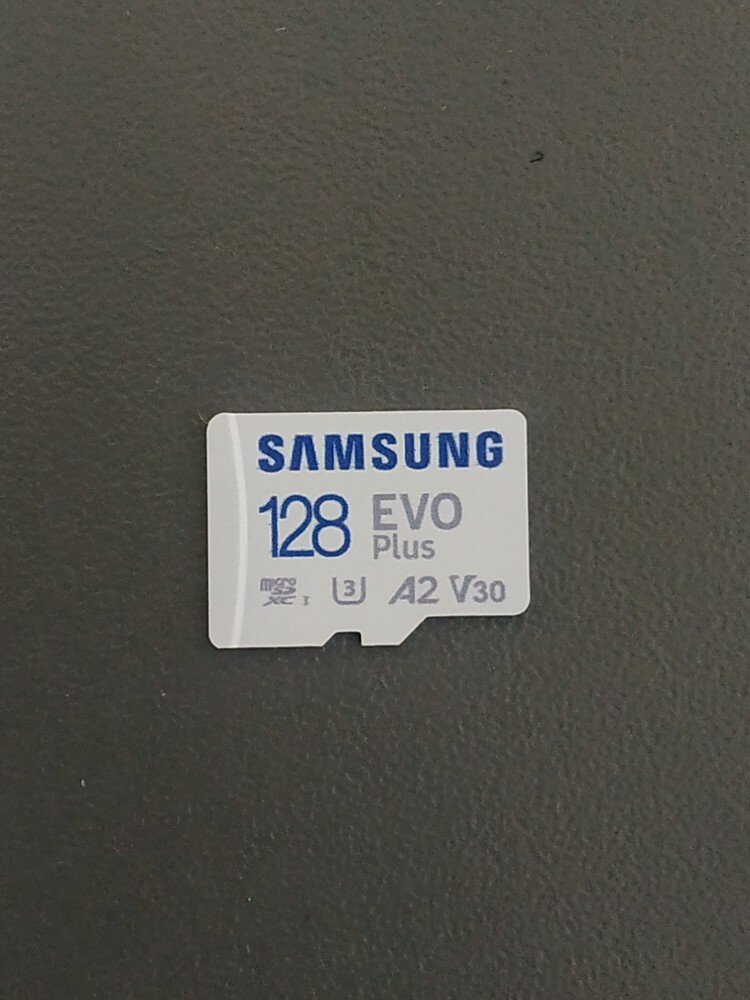 SAMSUNG
128 EVO
Plus
micro SD XC I U3 A2 V30